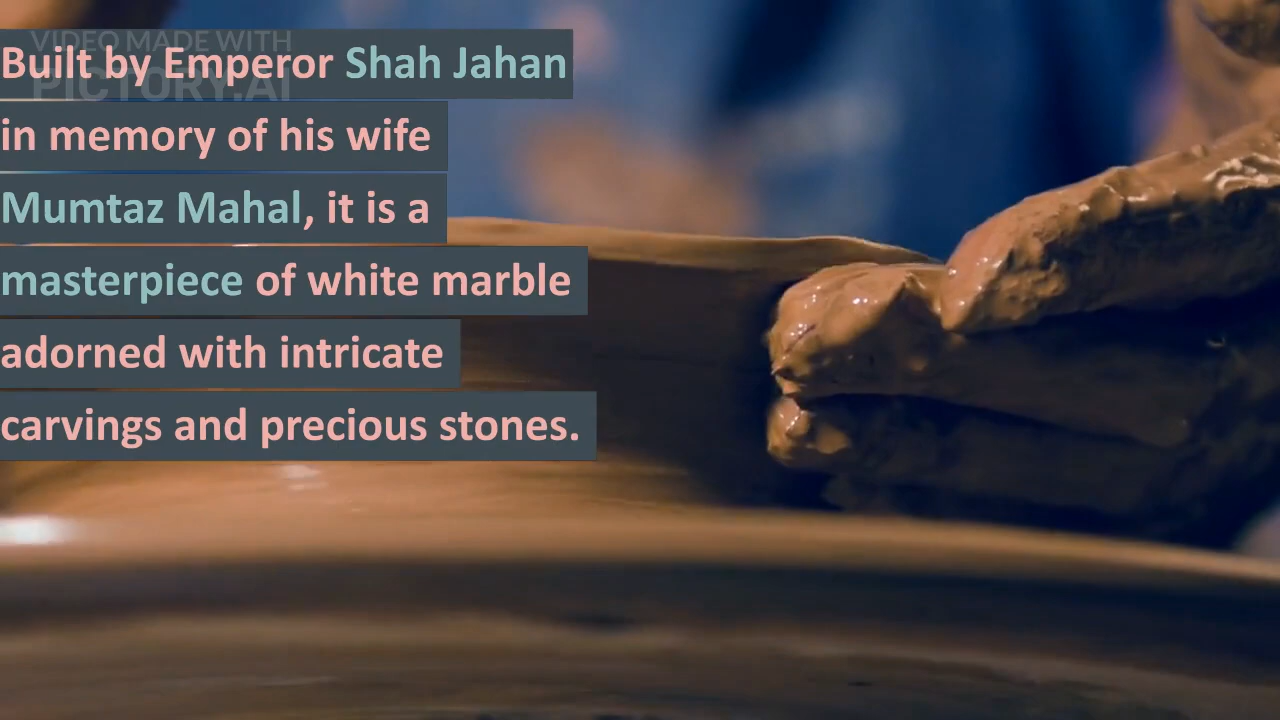 VIDEO MADE WITH
PICTORY.AI
Built by Emperor Shah Jahan
in memory of his wife
Mumtaz Mahal, it is a
masterpiece of white marble
adorned with intricate
carvings and precious stones.